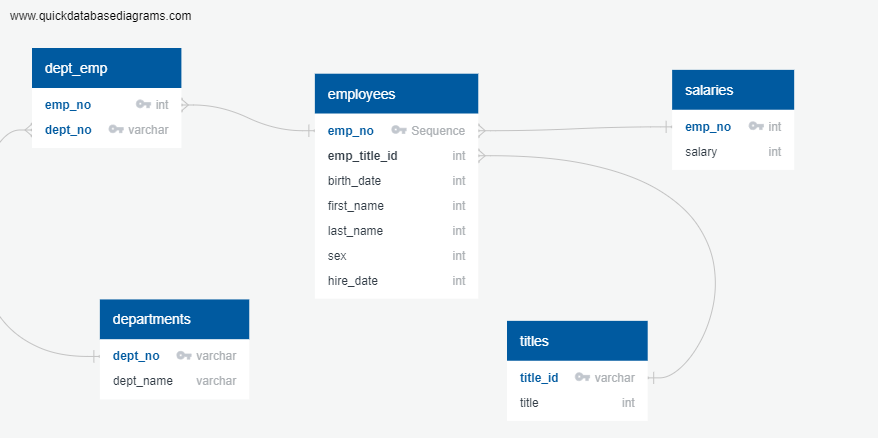 www.quickdatabasediagrams.com
dept_emp
emp_no int
dept_no varchar
employees
emp_no Sequence
emp_title_id int
birth_date int
first_name int
last_name int
sex int
hire_date int
salaries
emp_no int
salary int
departments
dept_no varchar
dept_name varchar
titles
title_id varchar
title int